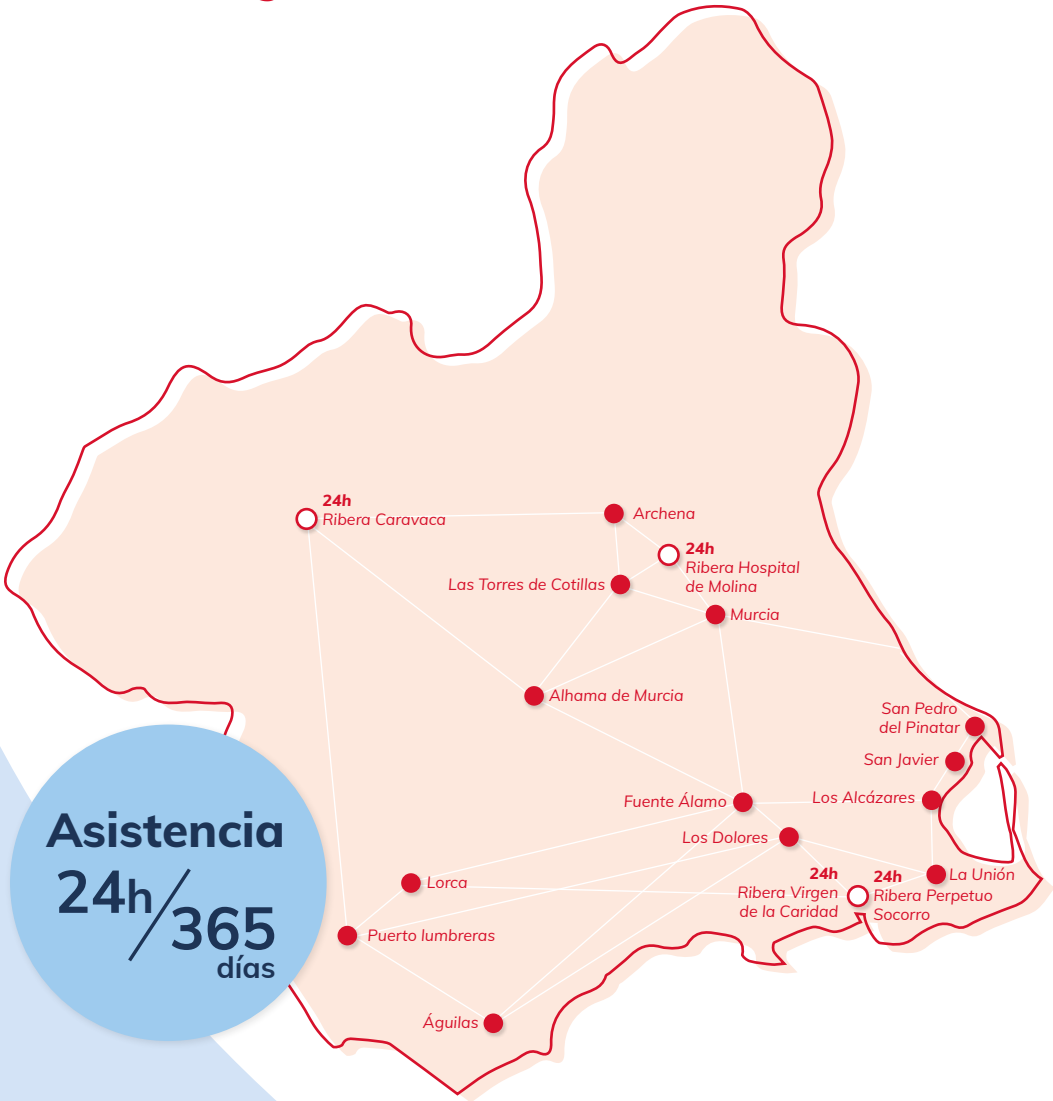 24h
Ribera Caravaca
Archena
24h
Ribera Hospital
de Molina
Las Torres de Cotillas
Murcia
Alhama de Murcia
San Pedro
del Pinatar
San Javier
Fuente Álamo
Los Alcázares
Los Dolores
24h
Ribera Virgen
de la Caridad
24h
Ribera Perpetuo
Socorro
La Unión
Lorca
Puerto lumbreras
Águilas
Asistencia
24h/365
días